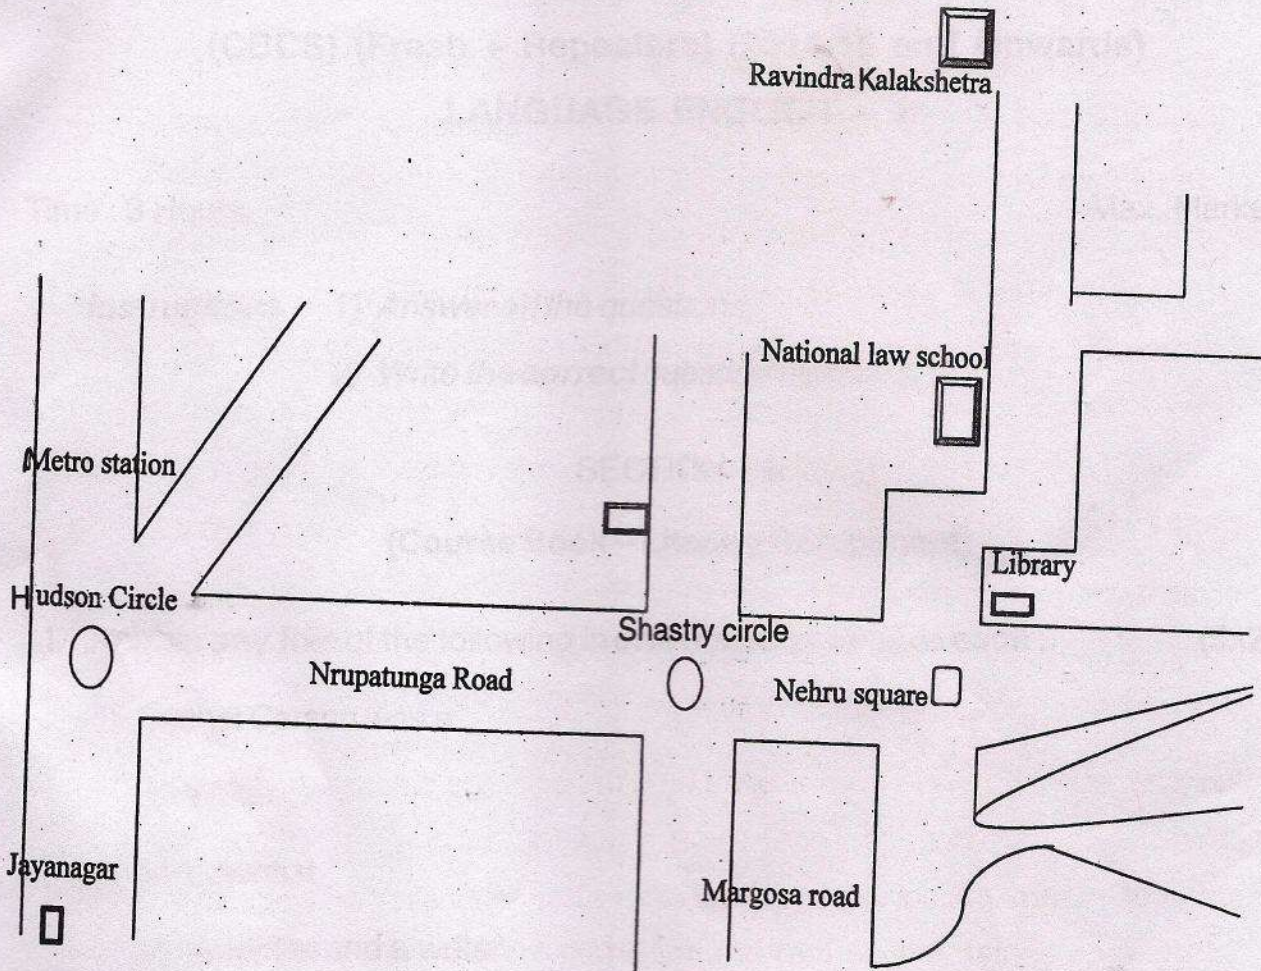 Ravindra Kalakshetra
National law school
Metro station
Library
Hudson Circle
Shastry circle
Nrupatunga Road
Nehru square
Jayanagar
Margosa road